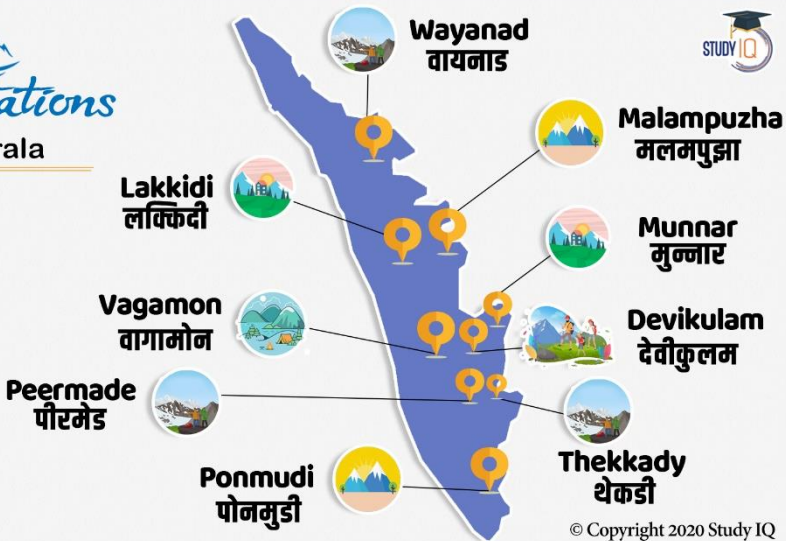 ations
rala
STUDY IQ
Wayanad
वायनाड
Malampuzha
मलमपुझा
Lakkidi
लक्किदी
Munnar
मुन्नार
Vagamon
वागामोन
Devikulam
देवीकुलम
Peermade
पीरमेड
Thekkady
थेकडी
Ponmudi
पोनमुडी
© Copyright 2020 Study IQ